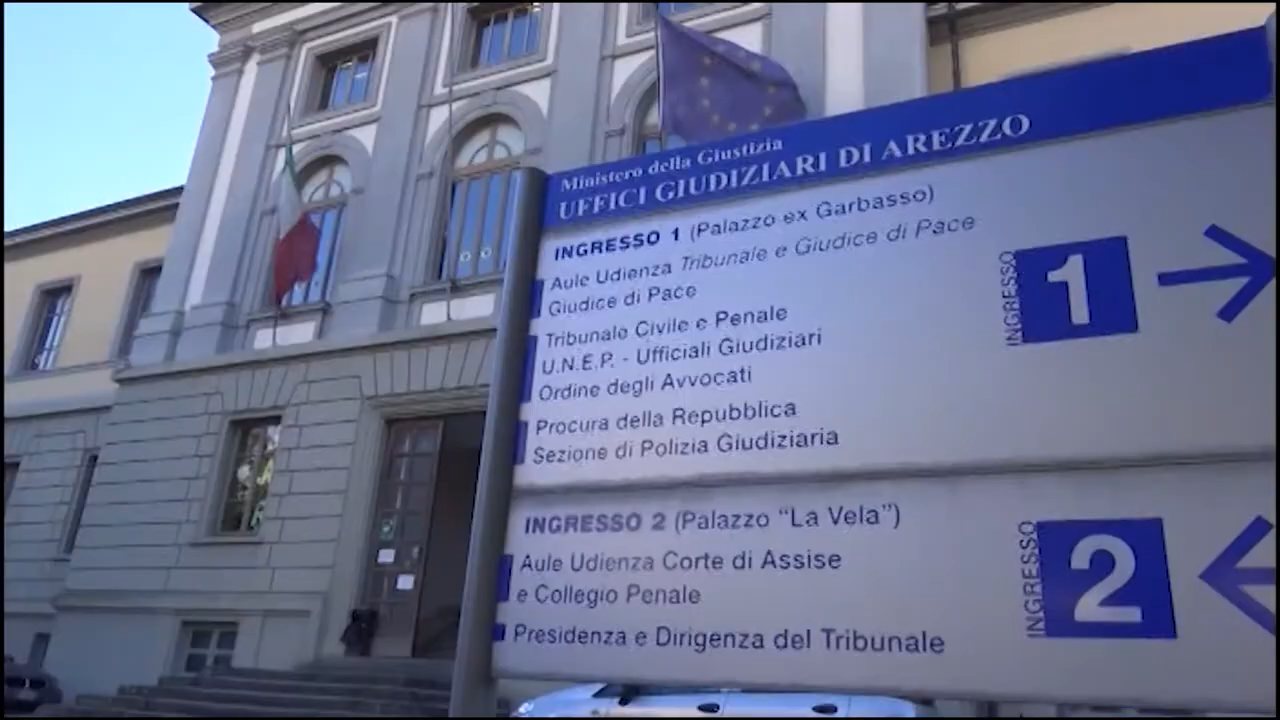 Ministero della Giustizia
UFFICI GIUDIZIARI DI AREZZO
INGRESSO 1 (Palazzo ex Garbasso)
Aule Udienza Tribunale e Giudice di Pace
Giudice di Pace
Tribunale Civile e Penale
U.N.E.P. - Ufficiali Giudiziari
Ordine degli Avvocati
Procura della Repubblica
Sezione di Polizia Giudiziaria
INGRESSO 1
INGRESSO 2 (Palazzo "La Vela")
Aule Udienza Corte di Assise
e Collegio Penale
Presidenza e Dirigenza del Tribunale
INGRESSO 2